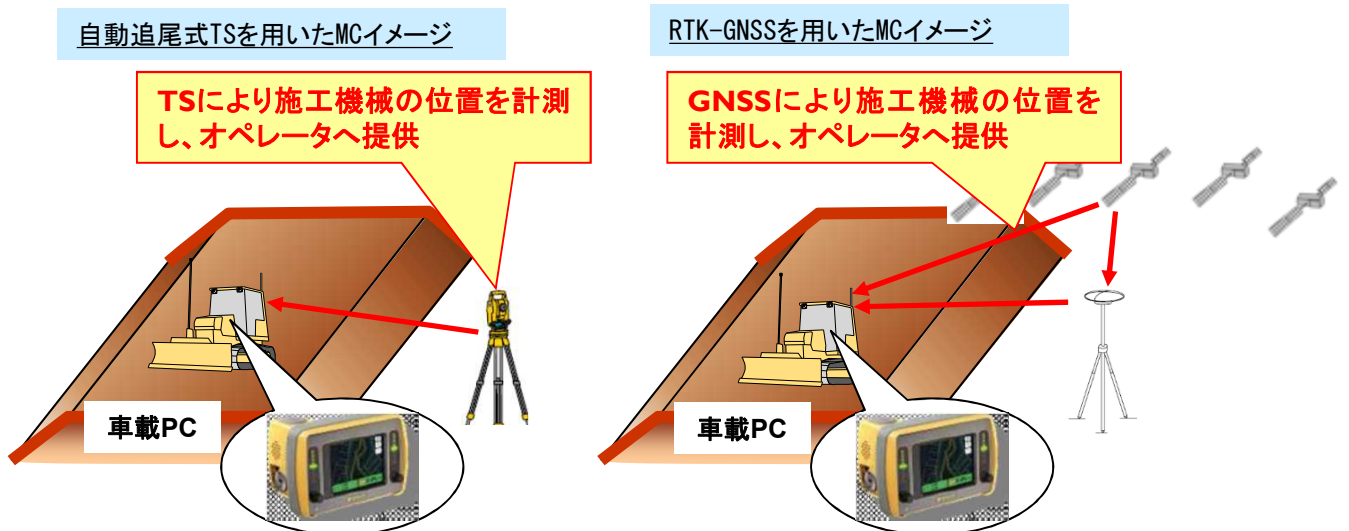 自動追尾式TSを用いたMCイメージ
TSにより施工機械の位置を計測
し、オペレータへ提供
車載PC
RTK-GNSSを用いたMCイメージ
GNSSにより施工機械の位置を
計測し、オペレータへ提供
車載PC